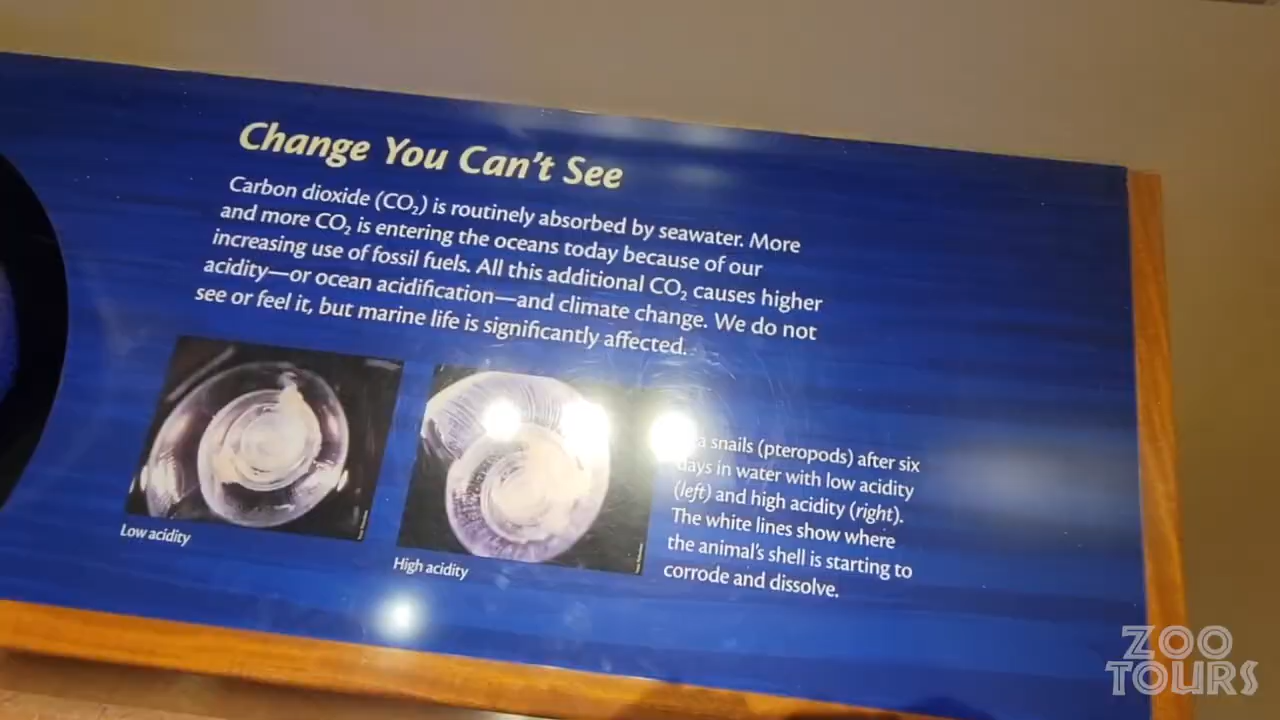 Change You Can't See
Carbon dioxide (CO₂) is routinely absorbed by seawater. More
and more CO₂ is entering the oceans today because of our
increasing use of fossil fuels. All this additional CO₂ causes higher
acidity—or ocean acidification—and climate change. We do not
see or feel it, but marine life is significantly affected.
Low acidity
High acidity
snails (pteropods) after six
days in water with low acidity
(left) and high acidity (right).
The white lines show where
the animal's shell is starting to
corrode and dissolve.
ZOO
TOURS